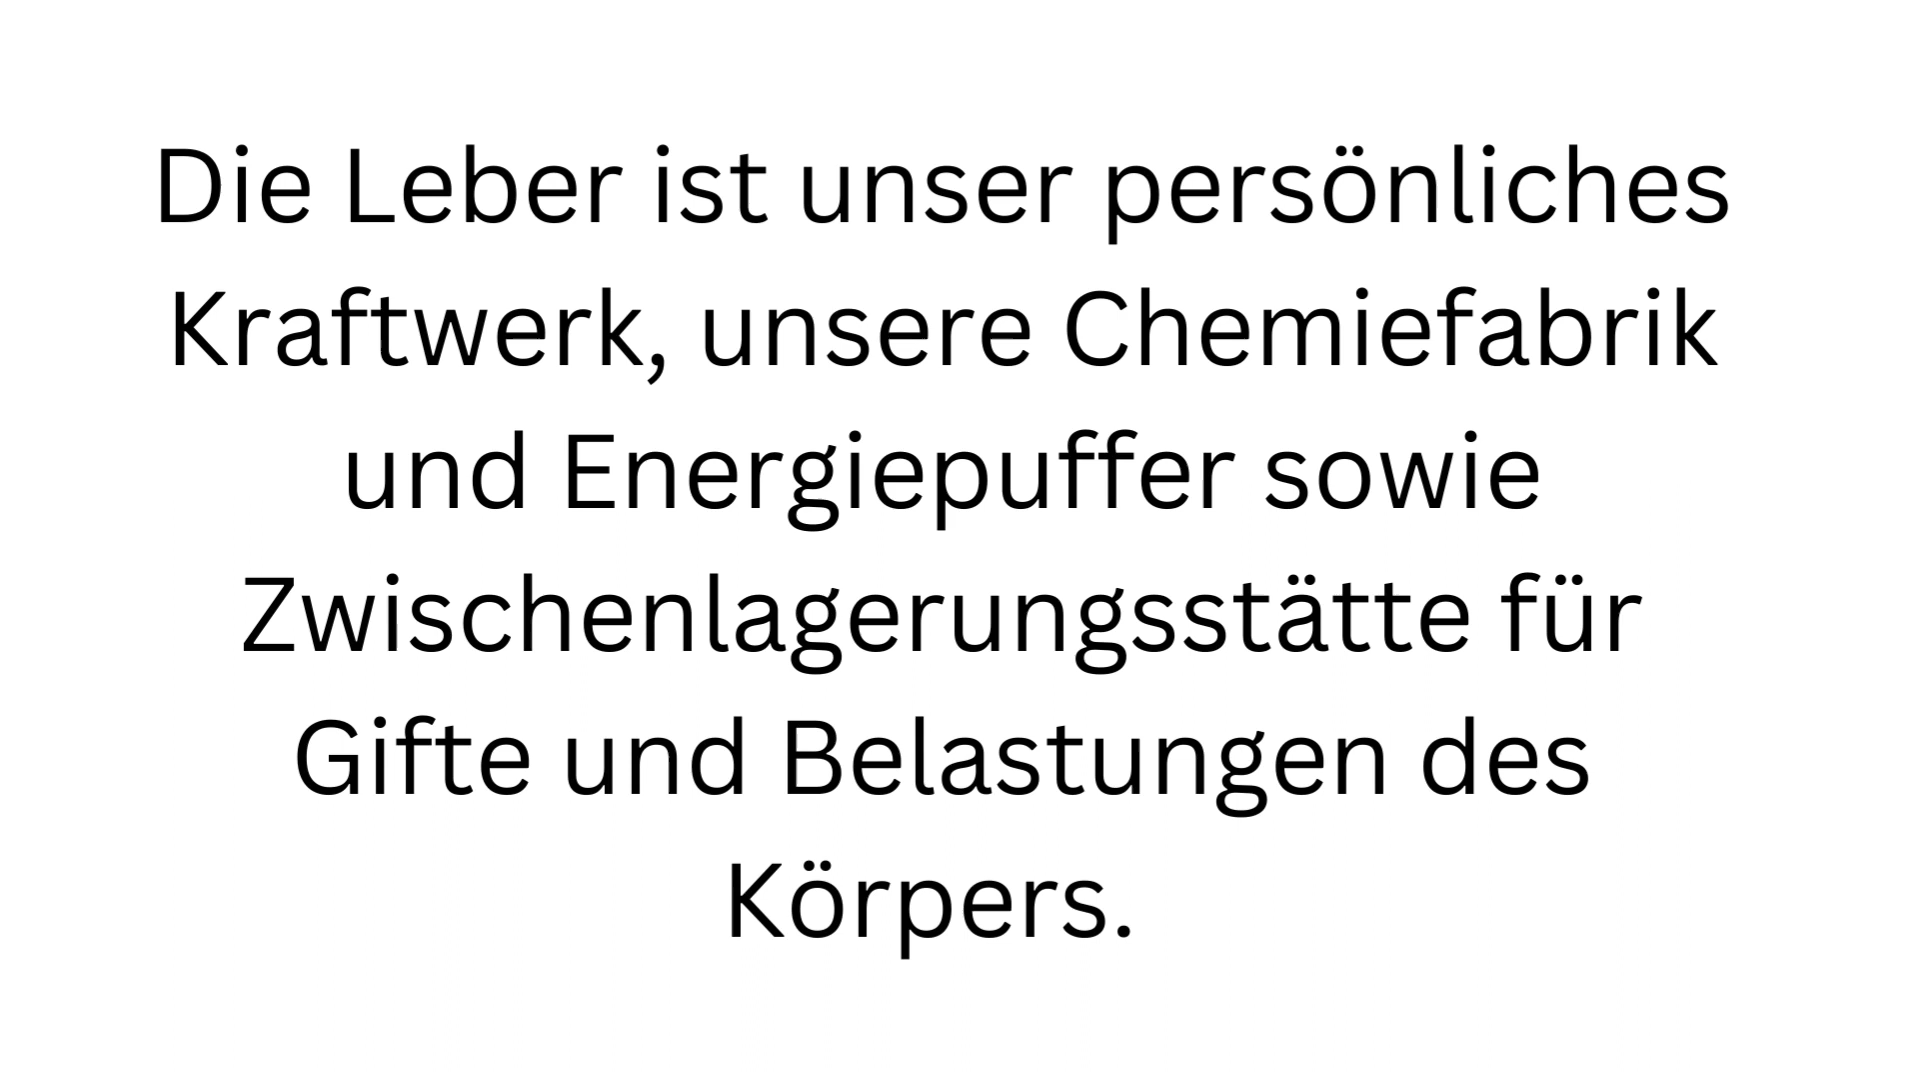 Die Leber ist unser persönliches
Kraftwerk, unsere Chemiefabrik
und Energiepuffer sowie
Zwischenlagerungsstätte für
Gifte und Belastungen des
Körpers.